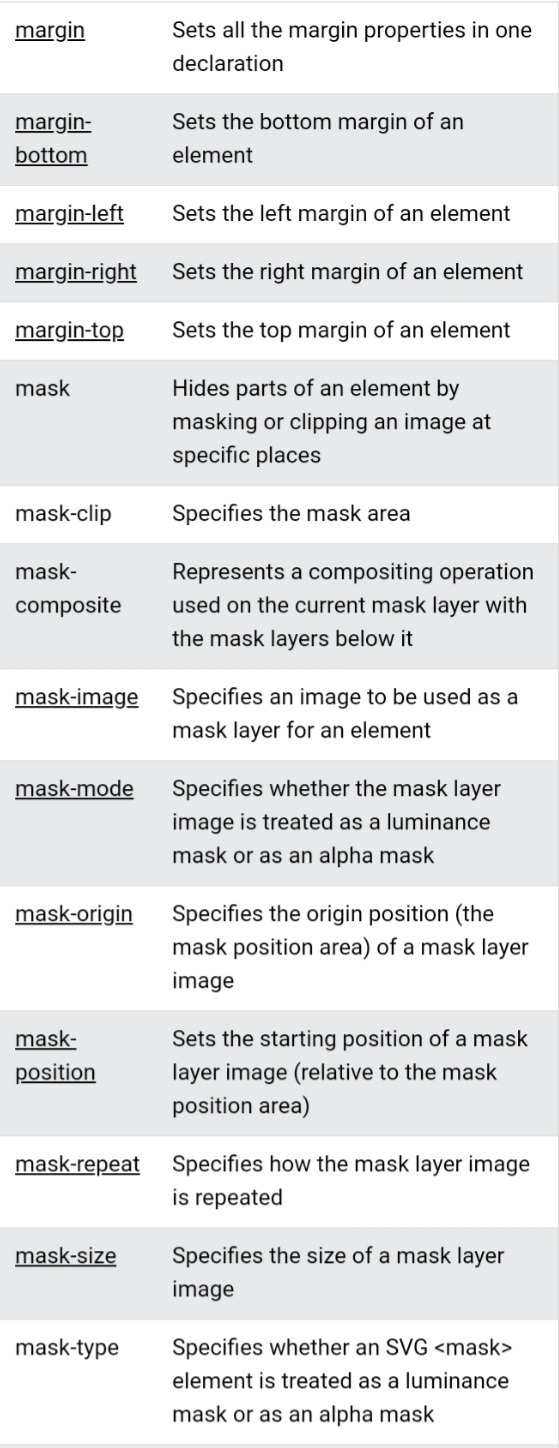 margin Sets all the margin properties in one
declaration
margin- Sets the bottom margin of an
bottom element
margin-left Sets the left margin of an element
margin-right Sets the right margin of an element
margin-top Sets the top margin of an element
mask Hides parts of an element by
masking or clipping an image at
specific places
mask-clip Specifies the mask area
mask- Represents a compositing operation
composite used on the current mask layer with
the mask layers below it
mask-image Specifies an image to be used as a
mask layer for an element
mask-mode Specifies whether the mask layer
image is treated as a luminance
mask or as an alpha mask
mask-origin Specifies the origin position (the
mask position area) of a mask layer
image
mask- Sets the starting position of a mask
position layer image (relative to the mask
position area)
mask-repeat Specifies how the mask layer image
is repeated
mask-size Specifies the size of a mask layer
image
mask-type Specifies whether an SVG <mask>
element is treated as a luminance
mask or as an alpha mask